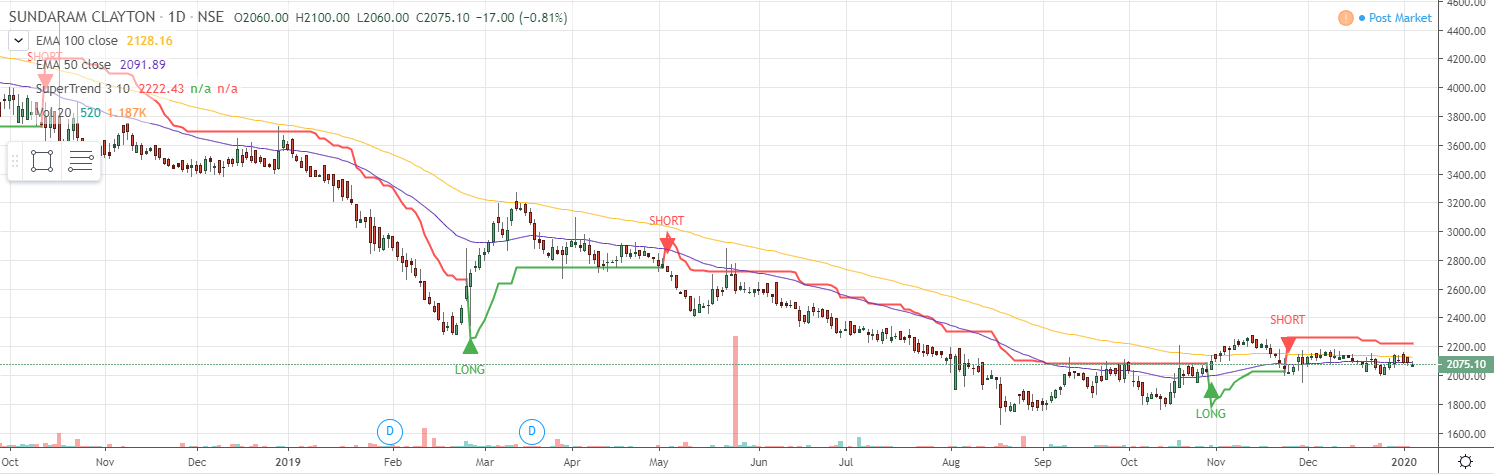 SUNDARAM CLAYTON · 1D · NSE O2060.00 H2100.00 L2060.00 C2075.10 −17.00 (−0.81%)
Post Market
EMA 100 close 2128.16
SHORT
EMA 50 close 2091.89
SuperTrend 3 10 2222.43 n/a n/a
Vol 20 520 1.187K
4600.00
4400.00
4200.00
4000.00
3800.00
3600.00
3400.00
3200.00
3000.00
2800.00
2600.00
2400.00
2200.00
2075.10
2000.00
1800.00
1600.00
SHORT
SHORT
LONG
LONG
D D
Oct Nov Dec 2019 Feb Mar Apr May Jun Jul Aug Sep Oct Nov Dec 2020